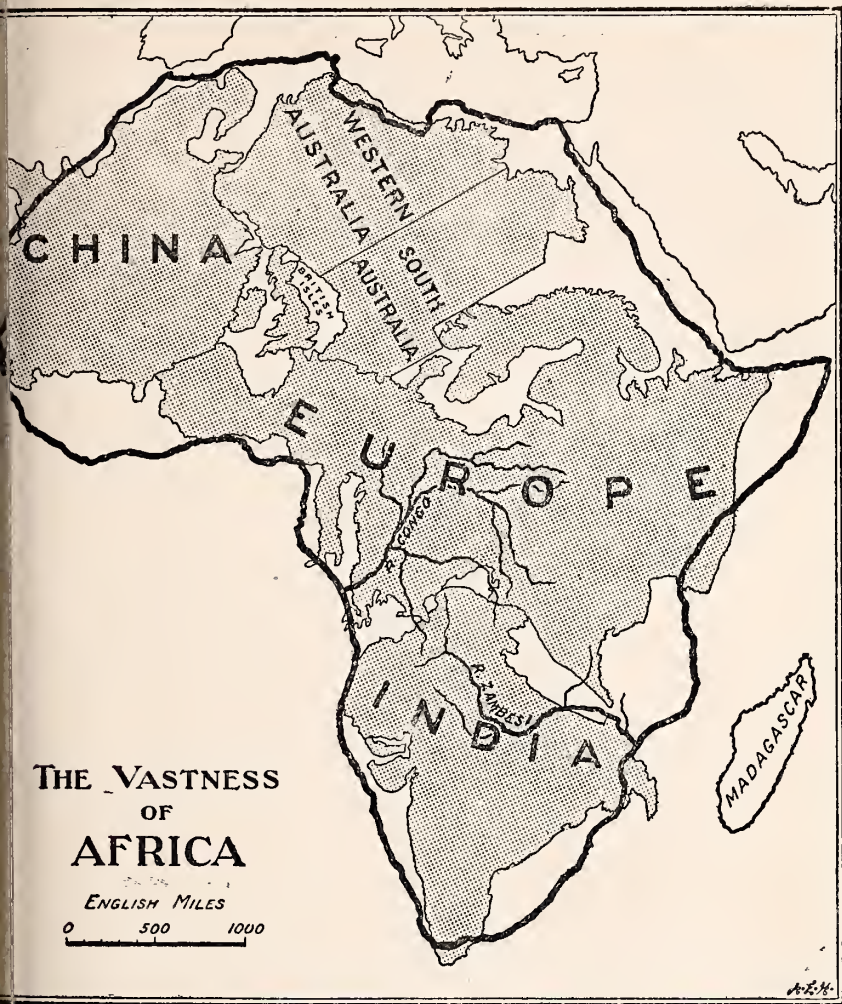 CHINA
WESTERN
AUSTRALIA
SOUTH
AUSTRALIA
BRITISH
ISLES
EUROPE
R. CONGO
INDIA
R. ZAMBESI
MADAGASCAR
THE VASTNESS
OF
AFRICA
ENGLISH MILES
0 500 1000